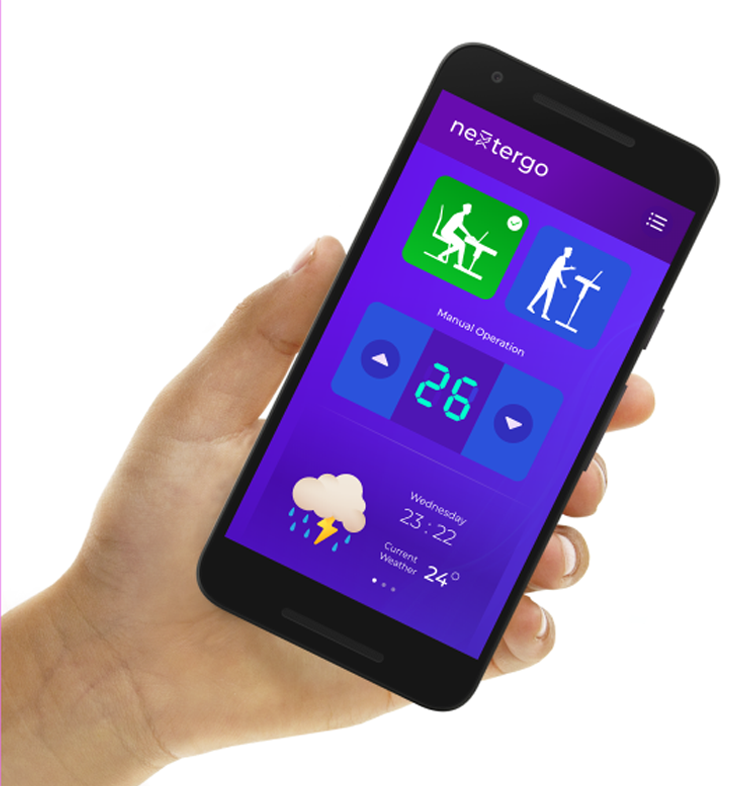 nextergo
Manual Operation
26
Wednesday
23 : 22
Current
Weather
24°